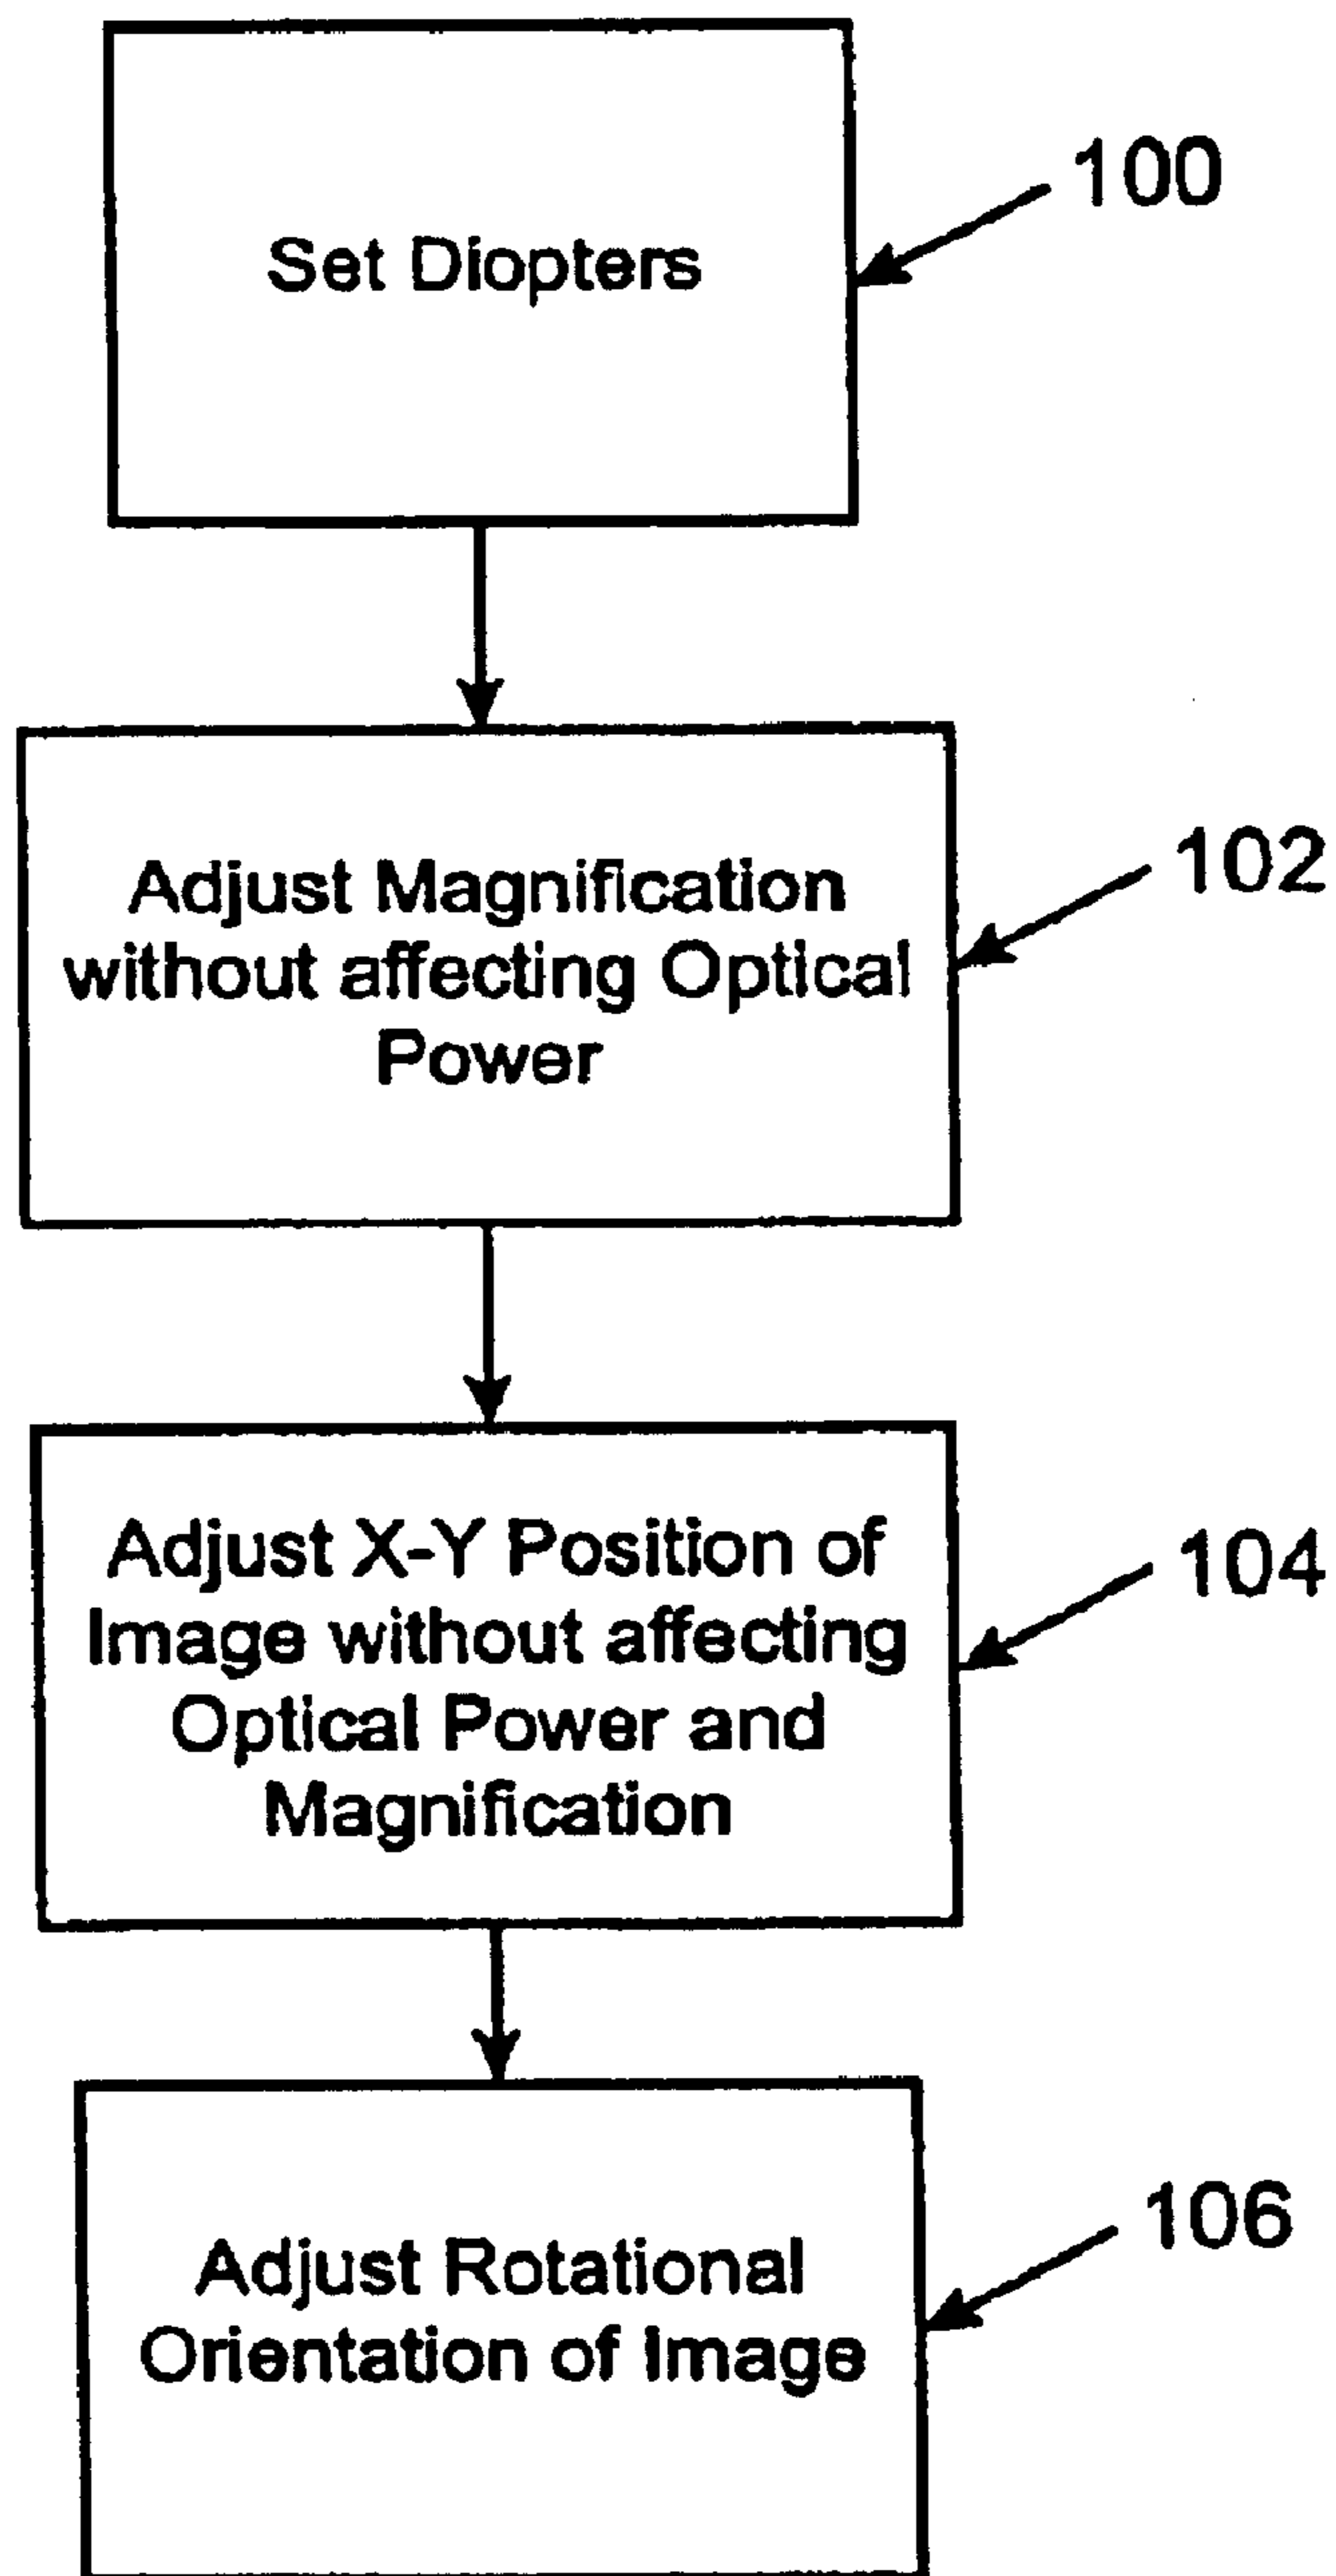 Set Diopters
100
Adjust Magnification
without affecting Optical
Power
102
Adjust X-Y Position of
Image without affecting
Optical Power and
Magnification
104
Adjust Rotational
Orientation of Image
106